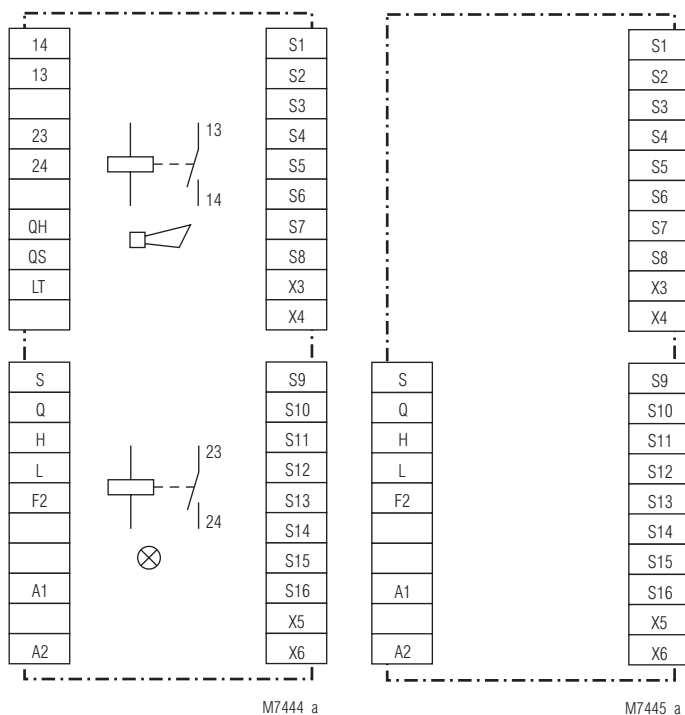 14
13
23
24
QH
QS
LT
S1
S2
S3
S4
S5
S6
S7
S8
X3
X4
13
14
S
Q
H
L
F2
A1
A2
S9
S10
S11
S12
S13
S14
S15
S16
X5
X6
23
24
M7444 a
S1
S2
S3
S4
S5
S6
S7
S8
X3
X4
S
Q
H
L
F2
A1
A2
S9
S10
S11
S12
S13
S14
S15
S16
X5
X6
M7445 a